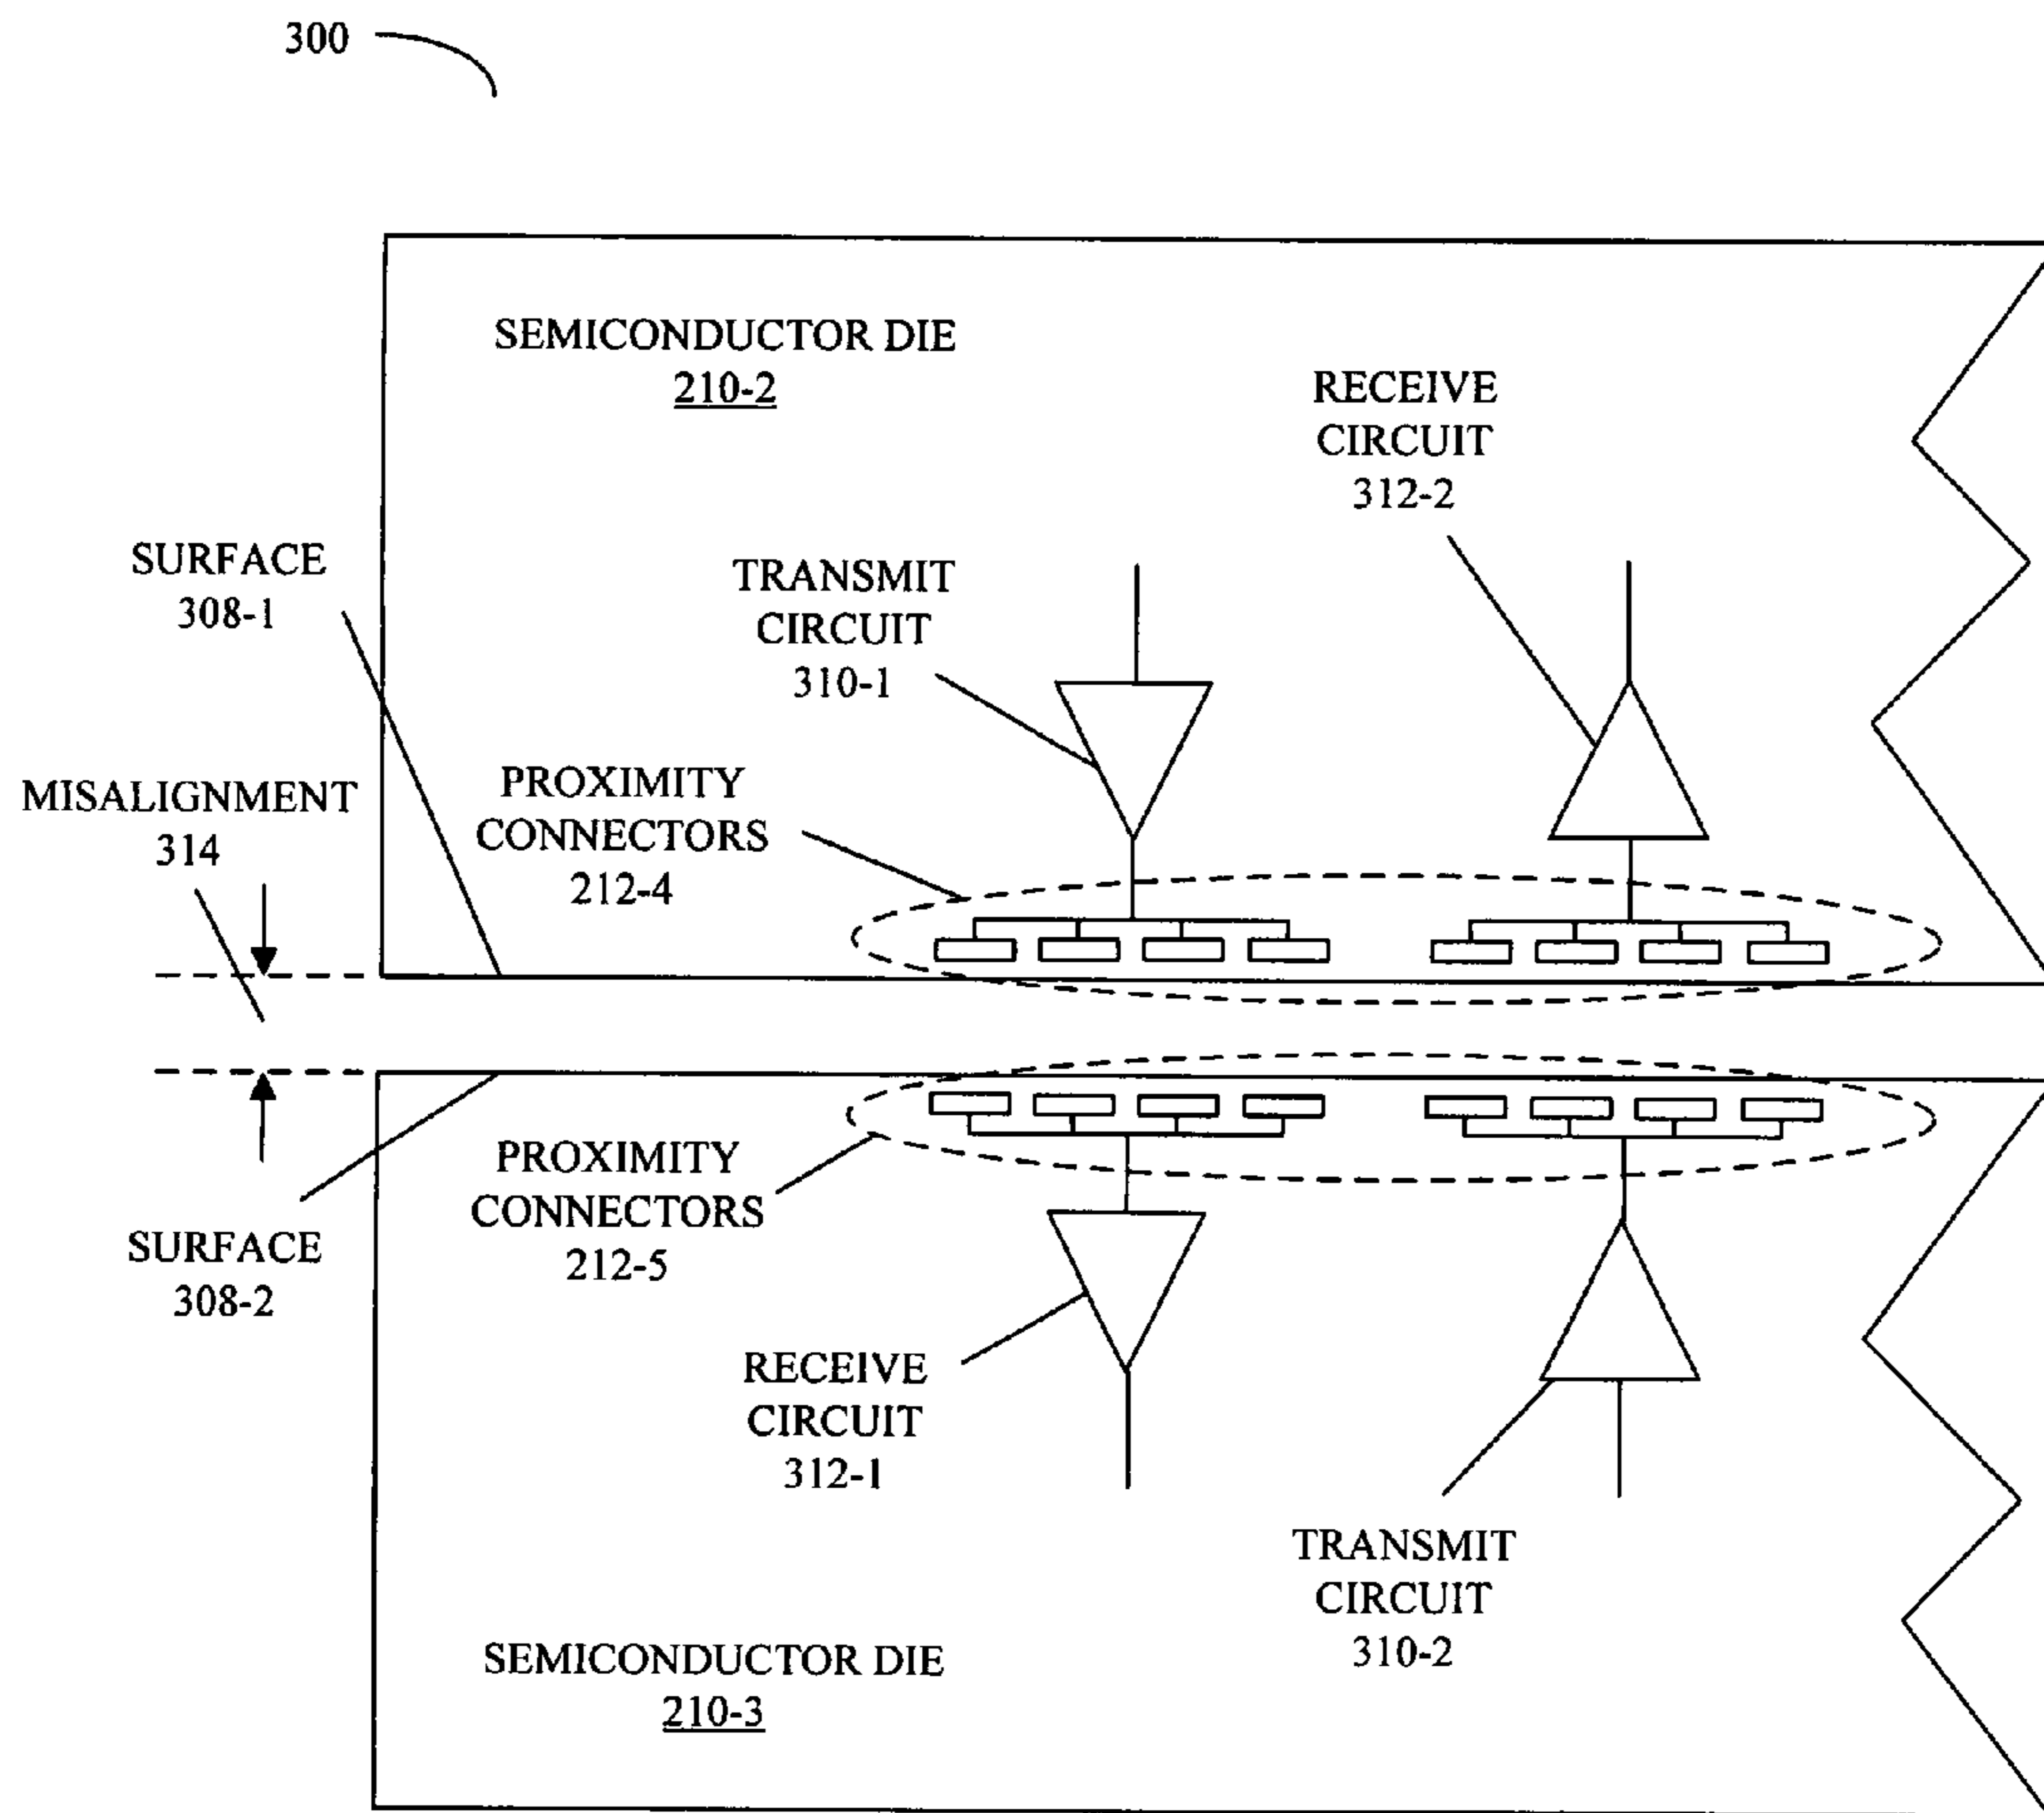 300
SEMICONDUCTOR DIE
210-2
RECEIVE
CIRCUIT
312-2
SURFACE
308-1
TRANSMIT
CIRCUIT
310-1
MISALIGNMENT
314
PROXIMITY
CONNECTORS
212-4
PROXIMITY
CONNECTORS
212-5
SURFACE
308-2
RECEIVE
CIRCUIT
312-1
TRANSMIT
CIRCUIT
310-2
SEMICONDUCTOR DIE
210-3